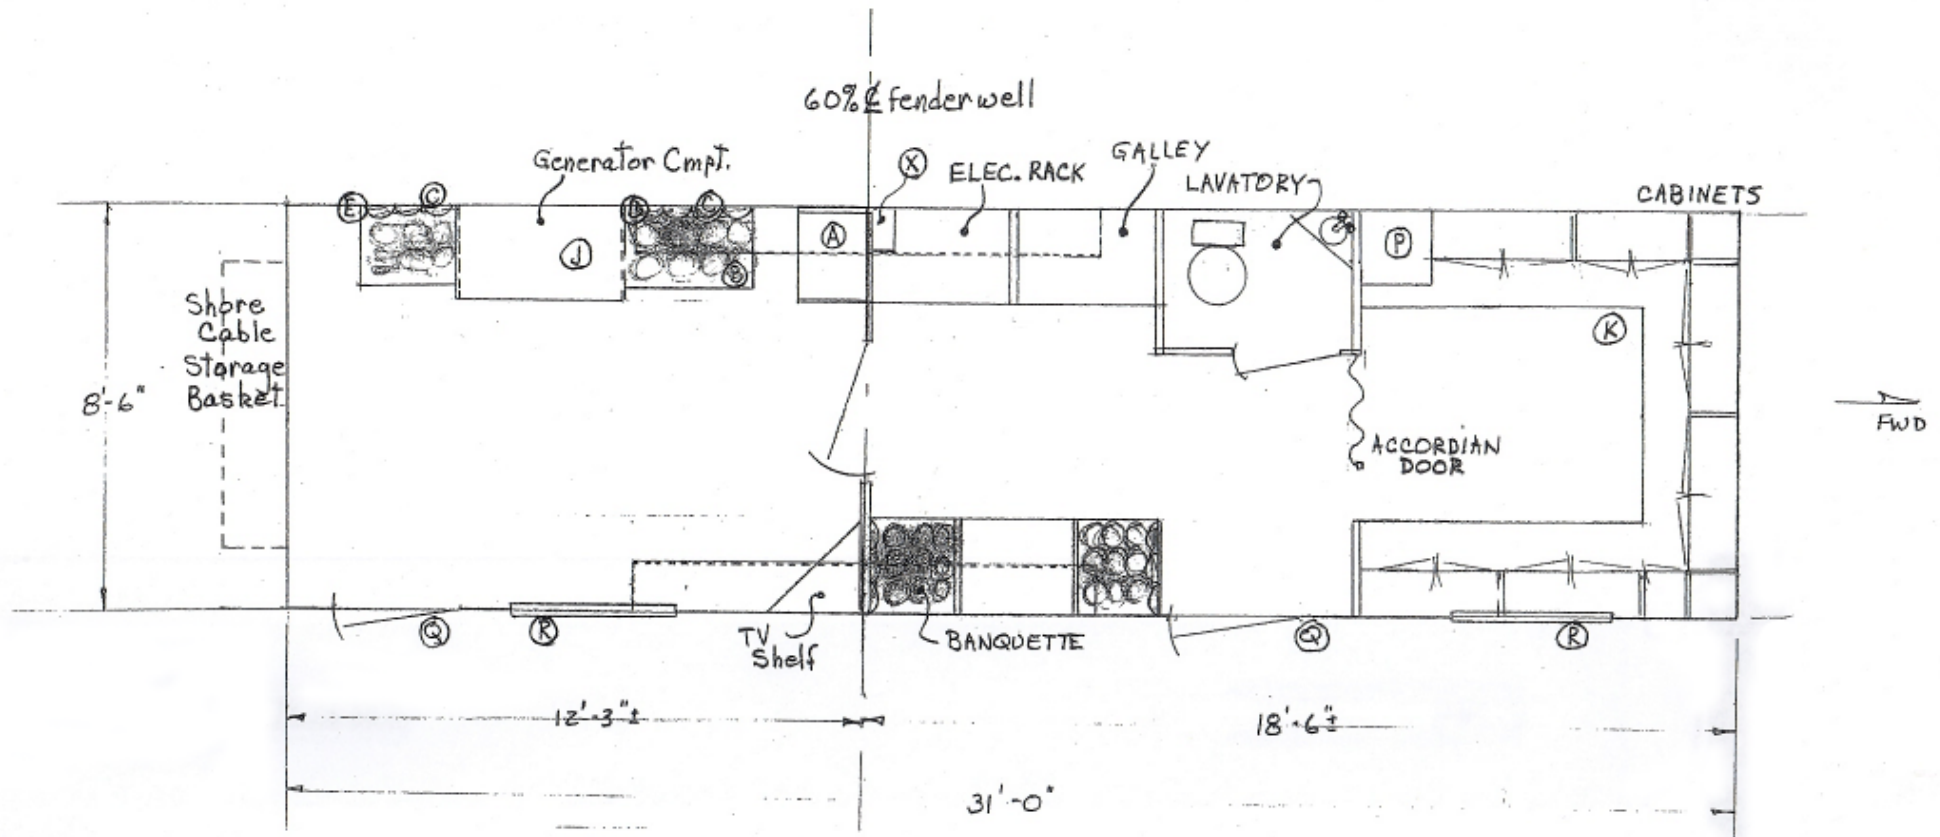 60% ℄ fenderwell
Generator Cmpt.
X
ELEC. RACK
GALLEY
LAVATORY
CABINETS
E
C
D
C
J
B
A
P
K
Shore
Cable
Storage
Basket
8'-6"
FWD
ACCORDIAN
DOOR
Q
R
TV
Shelf
BANQUETTE
Q
R
12'-3"±
18'-6"±
31'-0"